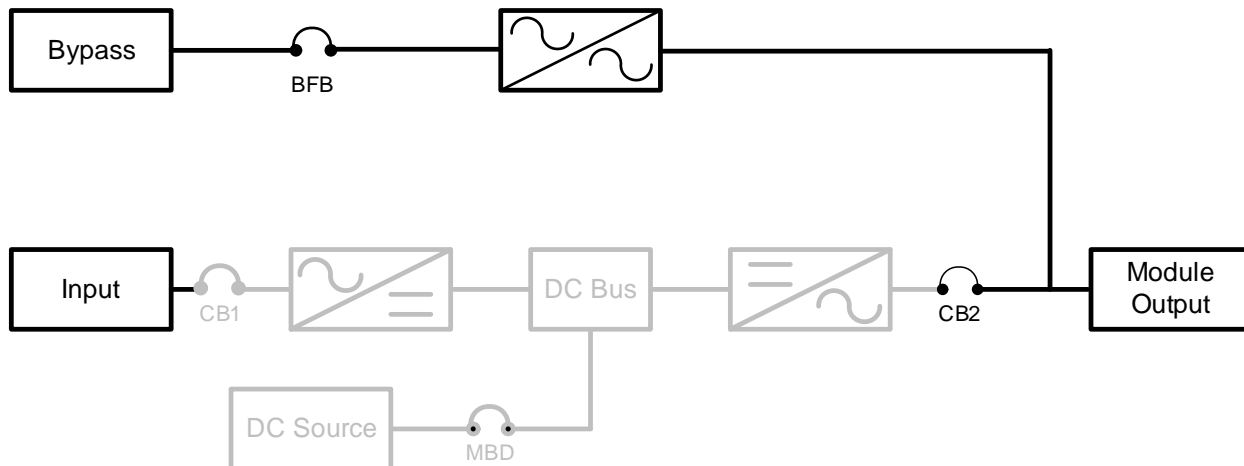 Bypass
BFB
Input
CB1
DC Bus
CB2
Module
Output
DC Source
MBD